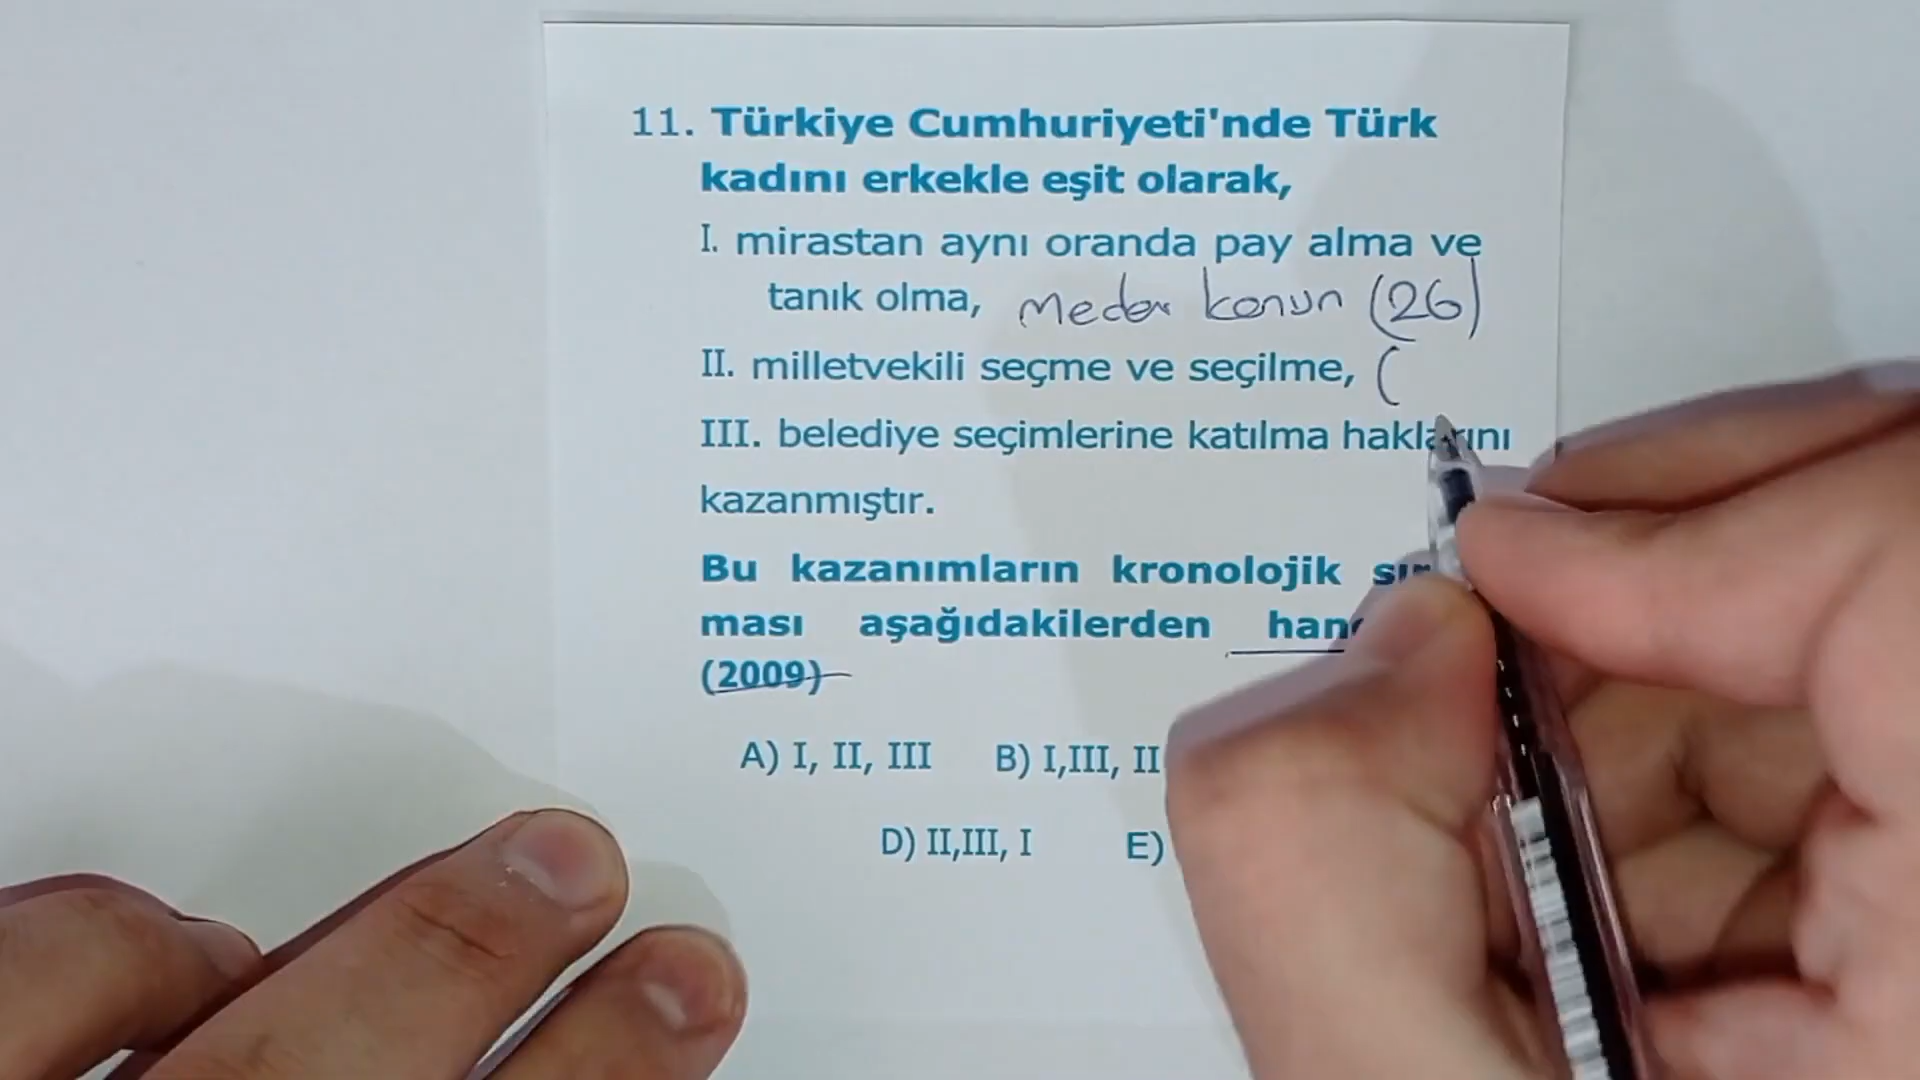 11. Türkiye Cumhuriyeti'nde Türk
kadını erkekle eşit olarak,
I. mirastan aynı oranda pay alma ve
tanık olma, Meden konun (26)
II. milletvekili seçme ve seçilme, (
III. belediye seçimlerine katılma haklarını
kazanmıştır.
Bu kazanımların kronolojik
ması aşağıdakilerden
(2009)
A) I, II, III B) I,III, II
D) II,III, I E)